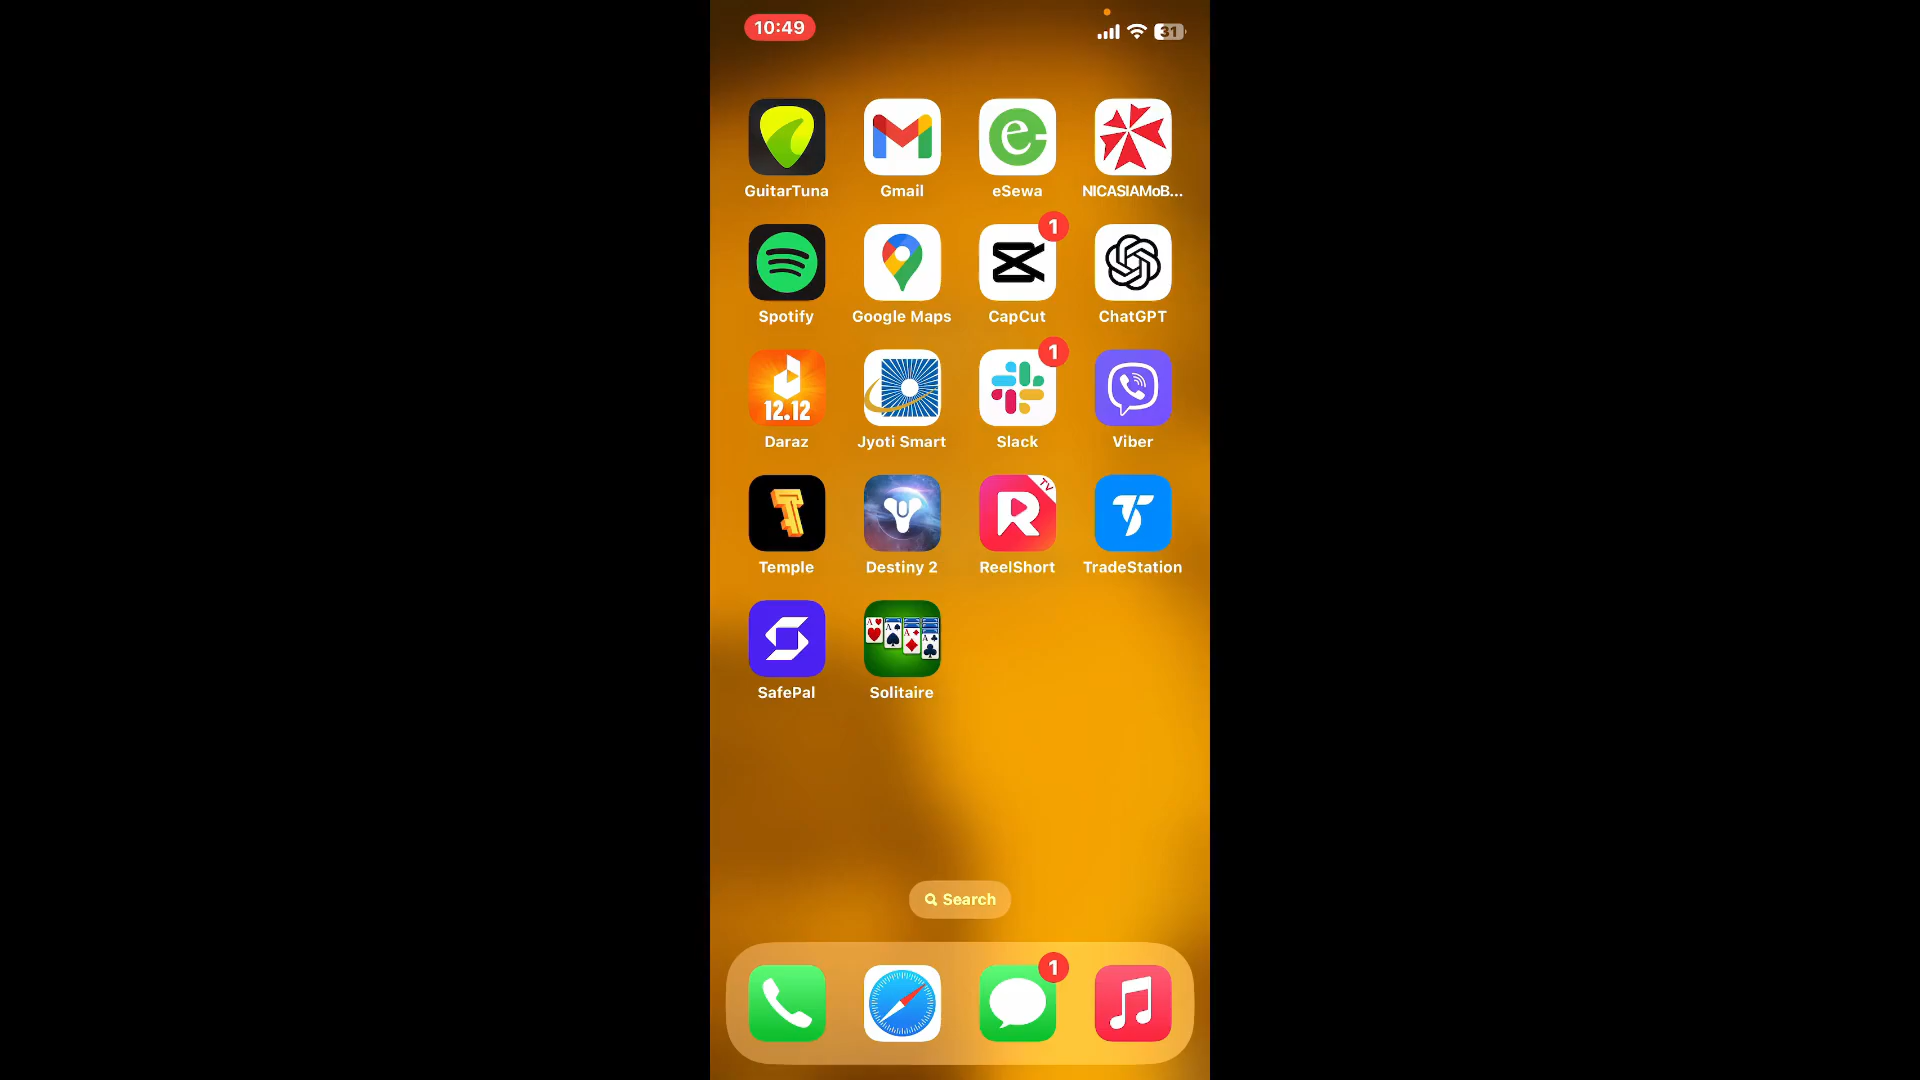 10:49
31
GuitarTuna Gmail eSewa NICASIAMoB...
1
Spotify Google Maps CapCut ChatGPT
12.12
1
Daraz Jyoti Smart Slack Viber
TV
Temple Destiny 2 ReelShort TradeStation
A A A A
SafePal Solitaire
Search
1